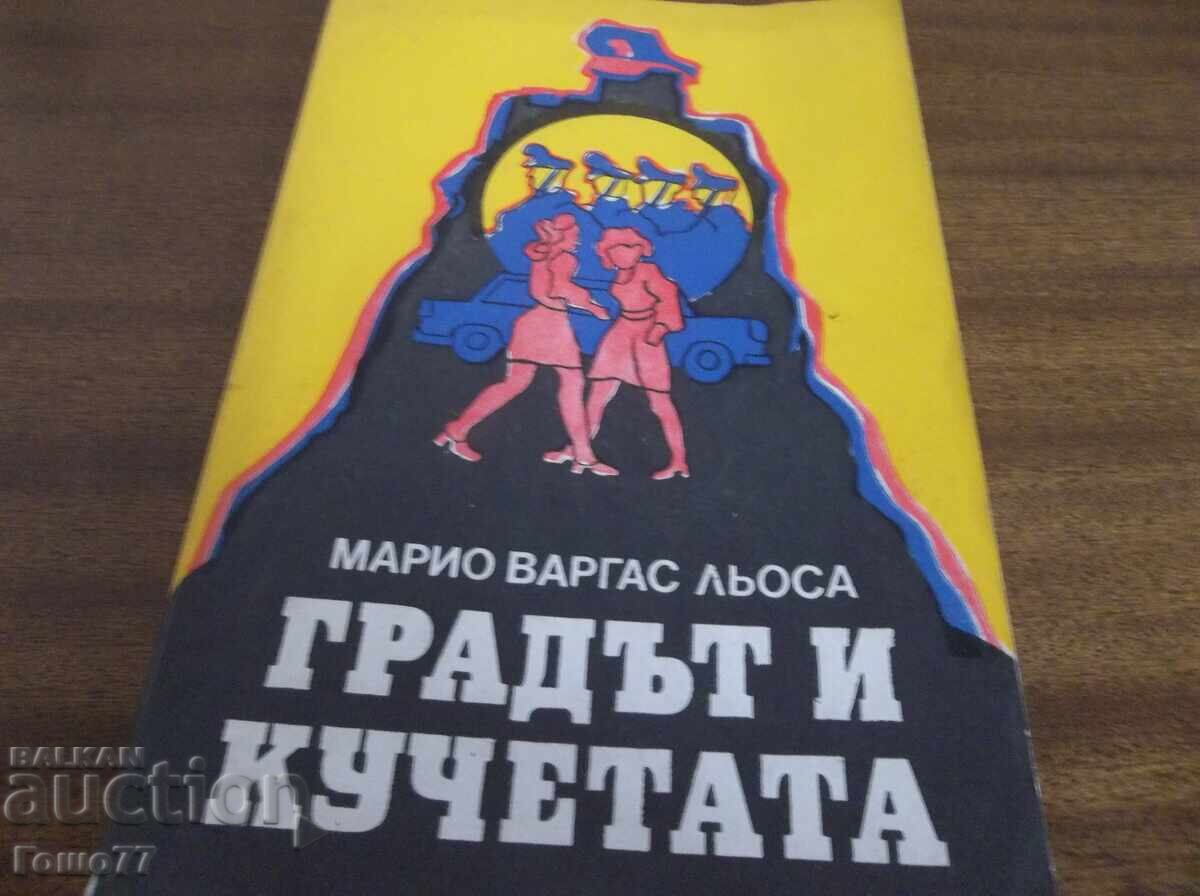 МАРИО ВАРГАС ЛЬОСА
ГРАДЪТ И
КУЧЕТАТА
BALKAN
auction
Гошо77